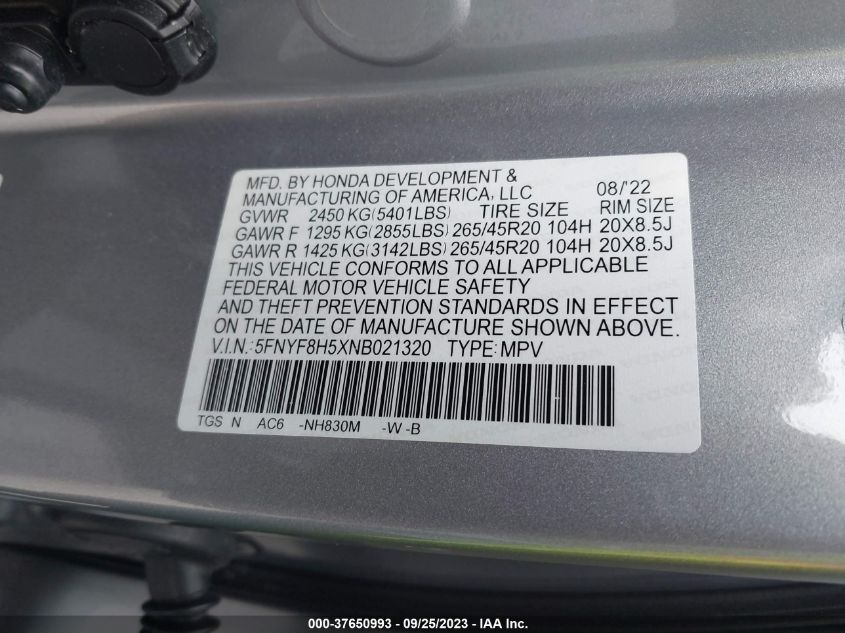 MFD. BY HONDA DEVELOPMENT &
MANUFACTURING OF AMERICA, LLC 08/'22
GVWR 2450 KG(5401LBS) TIRE SIZE RIM SIZE
GAWR F 1295 KG(2855LBS) 265/45R20 104H 20X8.5J
GAWR R 1425 KG(3142LBS) 265/45R20 104H 20X8.5J
THIS VEHICLE CONFORMS TO ALL APPLICABLE
FEDERAL MOTOR VEHICLE SAFETY
AND THEFT PREVENTION STANDARDS IN EFFECT
ON THE DATE OF MANUFACTURE SHOWN ABOVE.
V.I.N.:5FNYF8H5XNB021320 TYPE:MPV
TGS N AC6 -NH830M -W -B
000-37650993 - 09/25/2023 - IAA Inc.